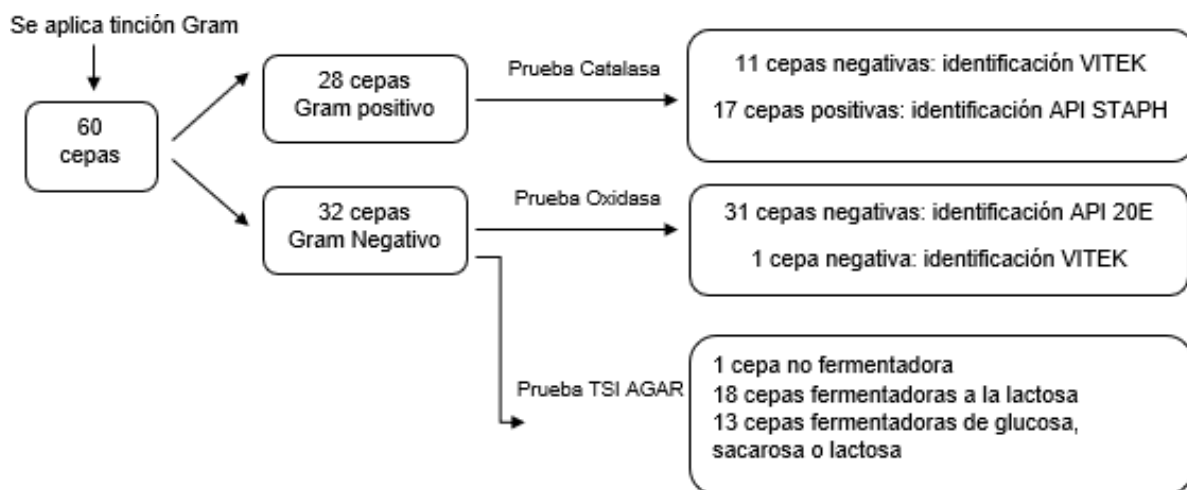 Se aplica tinción Gram
60
cepas
28 cepas
Gram positivo
Prueba Catalasa
11 cepas negativas: identificación VITEK
17 cepas positivas: identificación API STAPH
32 cepas
Gram Negativo
Prueba Oxidasa
31 cepas negativas: identificación API 20E
1 cepa negativa: identificación VITEK
Prueba TSI AGAR
1 cepa no fermentadora
18 cepas fermentadoras a la lactosa
13 cepas fermentadoras de glucosa,
sacarosa o lactosa